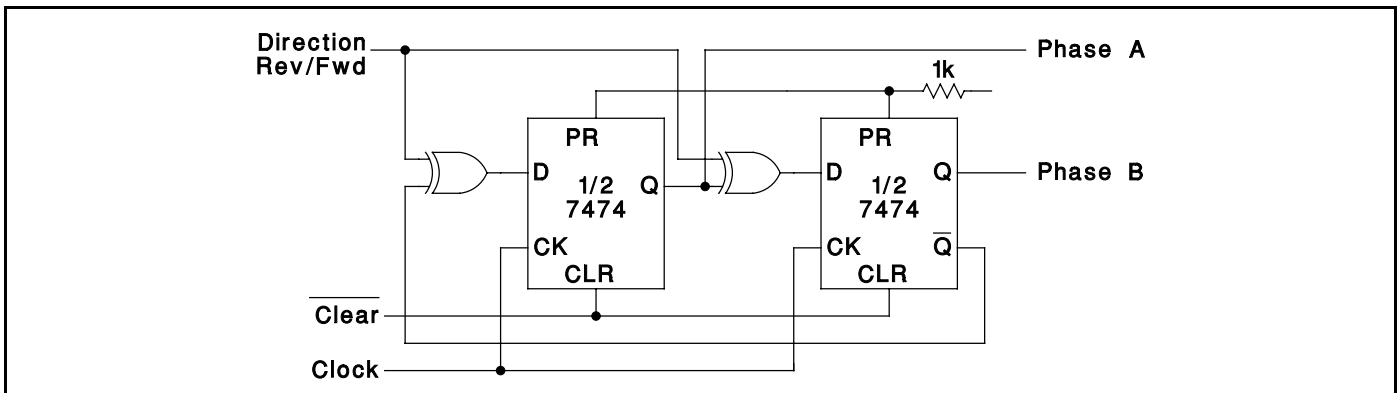 Direction
Rev/Fwd
Phase A
1k
PR
PR
D
1/2
7474
Q
D
1/2
7474
Q
Phase B
CK
CLR
CK
CLR
Q̅
C̅l̅e̅a̅r̅
Clock